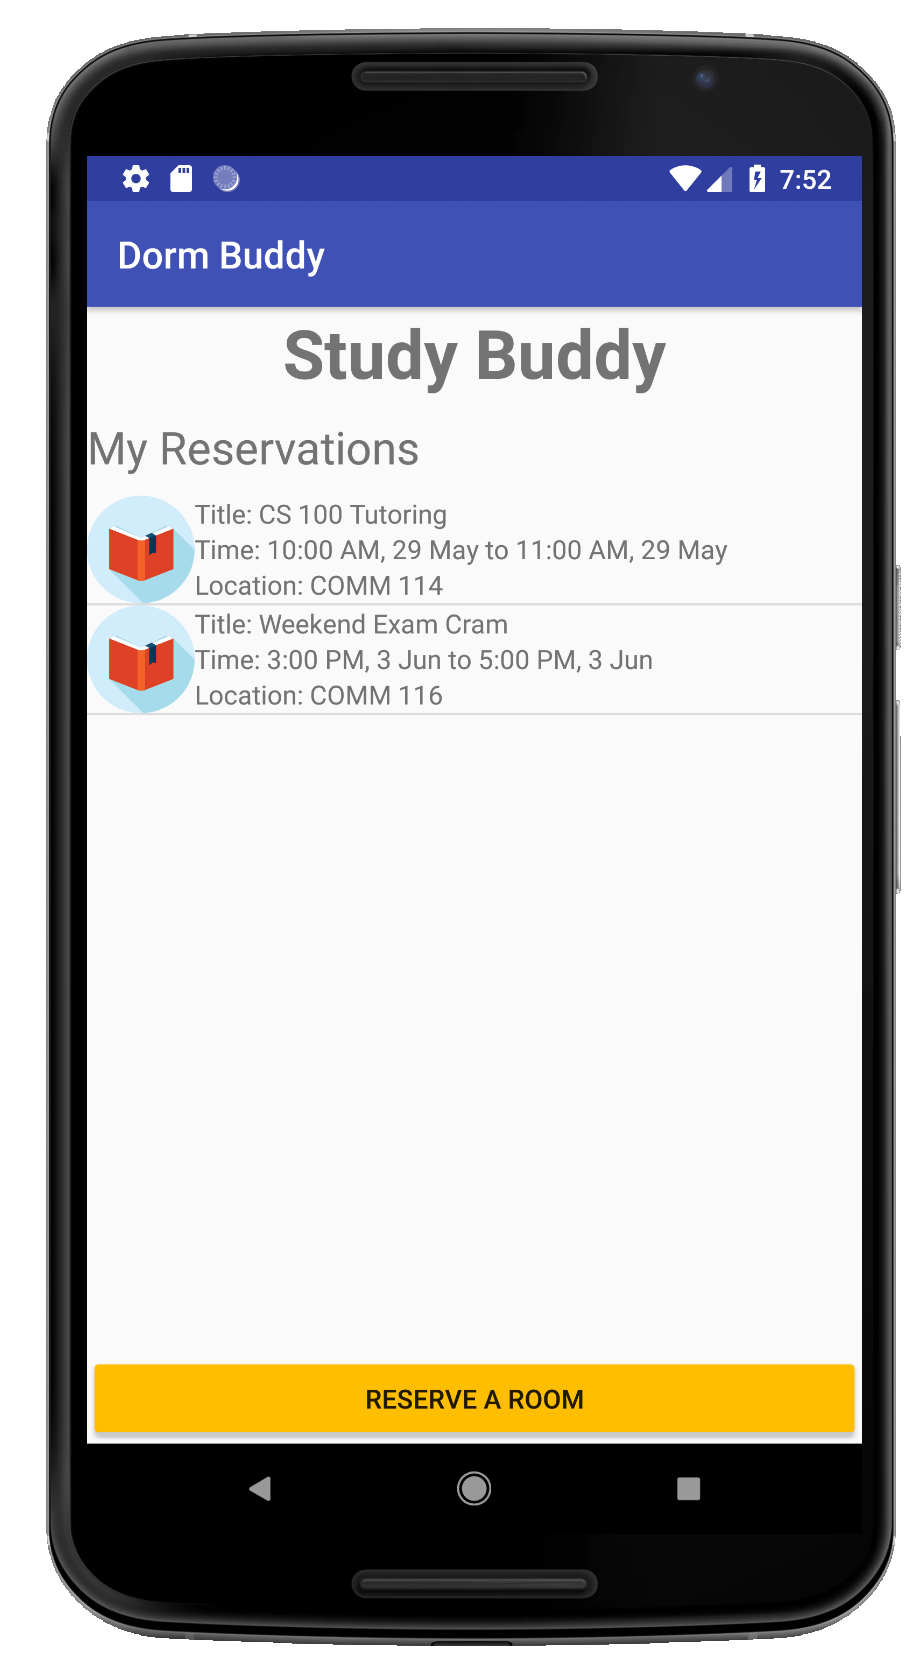 7:52
Dorm Buddy
Study Buddy
My Reservations
Title: CS 100 Tutoring
Time: 10:00 AM, 29 May to 11:00 AM, 29 May
Location: COMM 114
Title: Weekend Exam Cram
Time: 3:00 PM, 3 Jun to 5:00 PM, 3 Jun
Location: COMM 116
RESERVE A ROOM